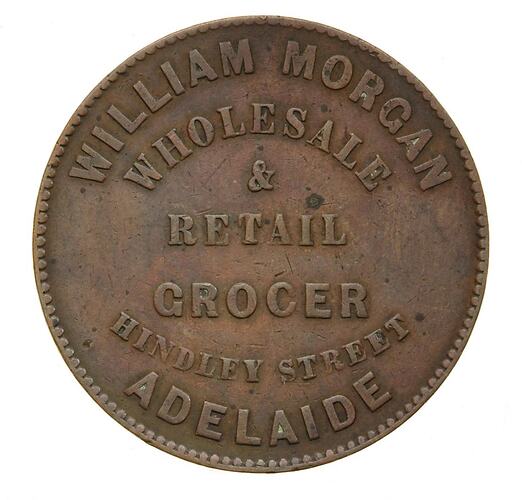 WILLIAM MORGAN
WHOLESALE
&
RETAIL
GROCER
HINDLEY STREET
ADELAIDE